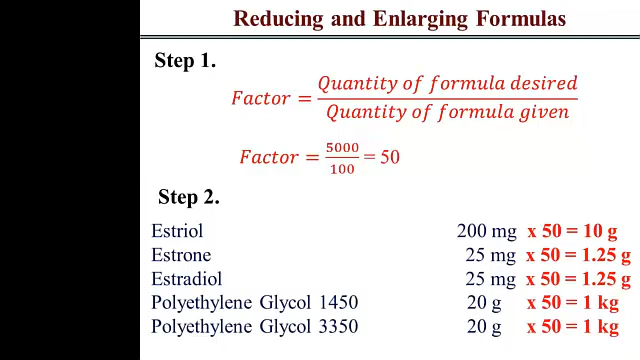 Reducing and Enlarging Formulas
Step 1.
Factor = Quantity of formula desired / Quantity of formula given
Factor = 5000 / 100 = 50
Step 2.
Estriol 200 mg x 50 = 10 g
Estrone 25 mg x 50 = 1.25 g
Estradiol 25 mg x 50 = 1.25 g
Polyethylene Glycol 1450 20 g x 50 = 1 kg
Polyethylene Glycol 3350 20 g x 50 = 1 kg